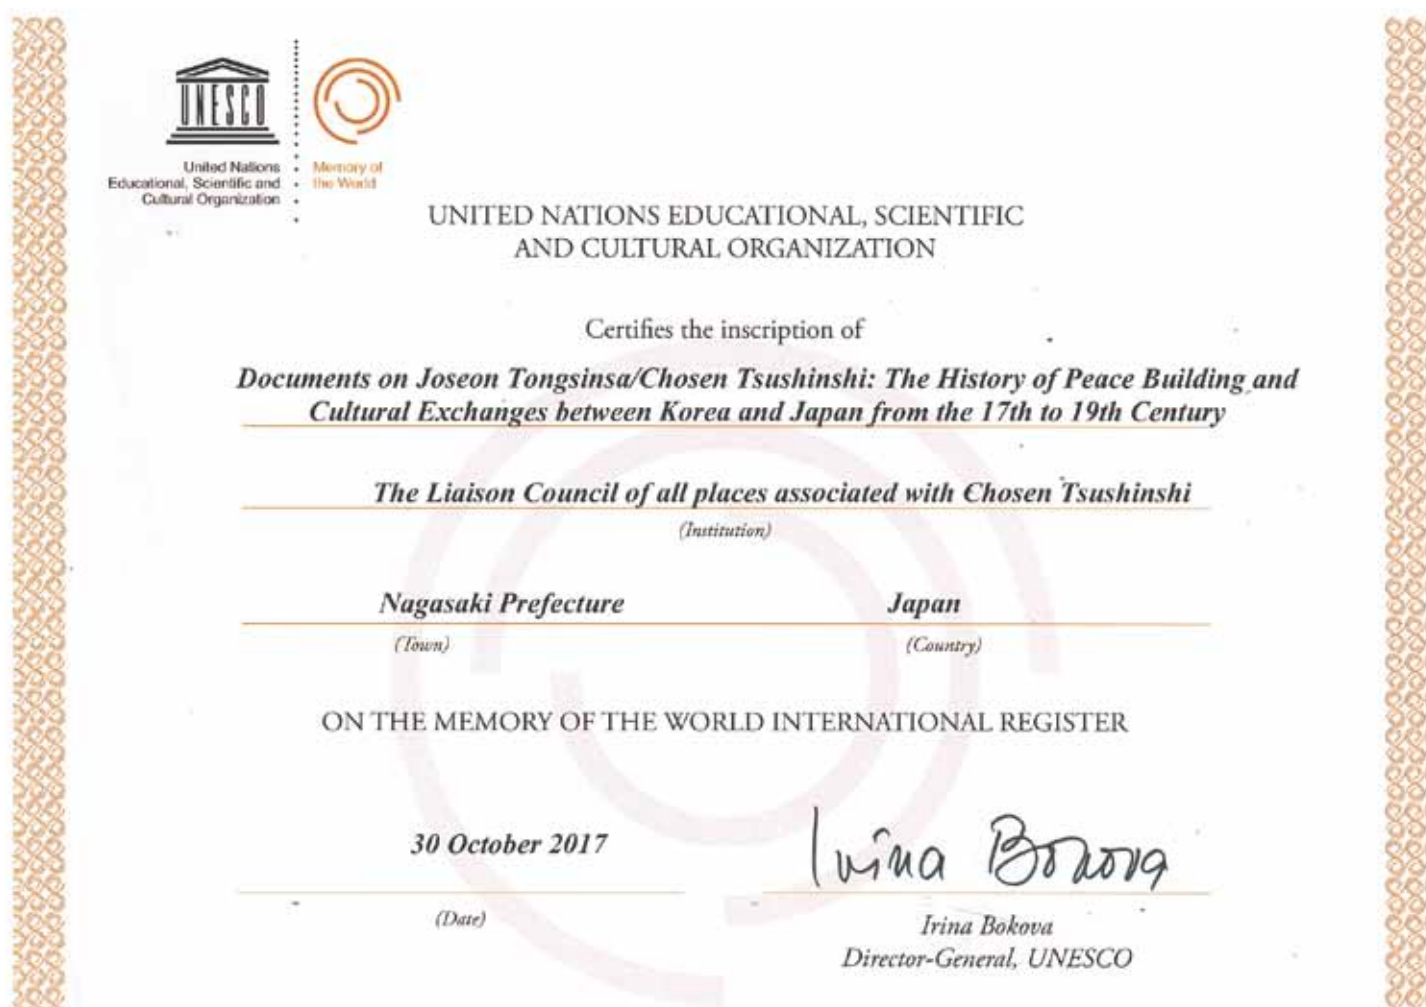 UNESCO
United Nations
Educational, Scientific and
Cultural Organization
Memory of
the World
UNITED NATIONS EDUCATIONAL, SCIENTIFIC
AND CULTURAL ORGANIZATION
Certifies the inscription of
Documents on Joseon Tongsinsa/Chosen Tsushinshi: The History of Peace Building and
Cultural Exchanges between Korea and Japan from the 17th to 19th Century
The Liaison Council of all places associated with Chosen Tsushinshi
(Institution)
Nagasaki Prefecture Japan
(Town) (Country)
ON THE MEMORY OF THE WORLD INTERNATIONAL REGISTER
30 October 2017
Irina Bokova
(Date)
Irina Bokova
Director-General, UNESCO